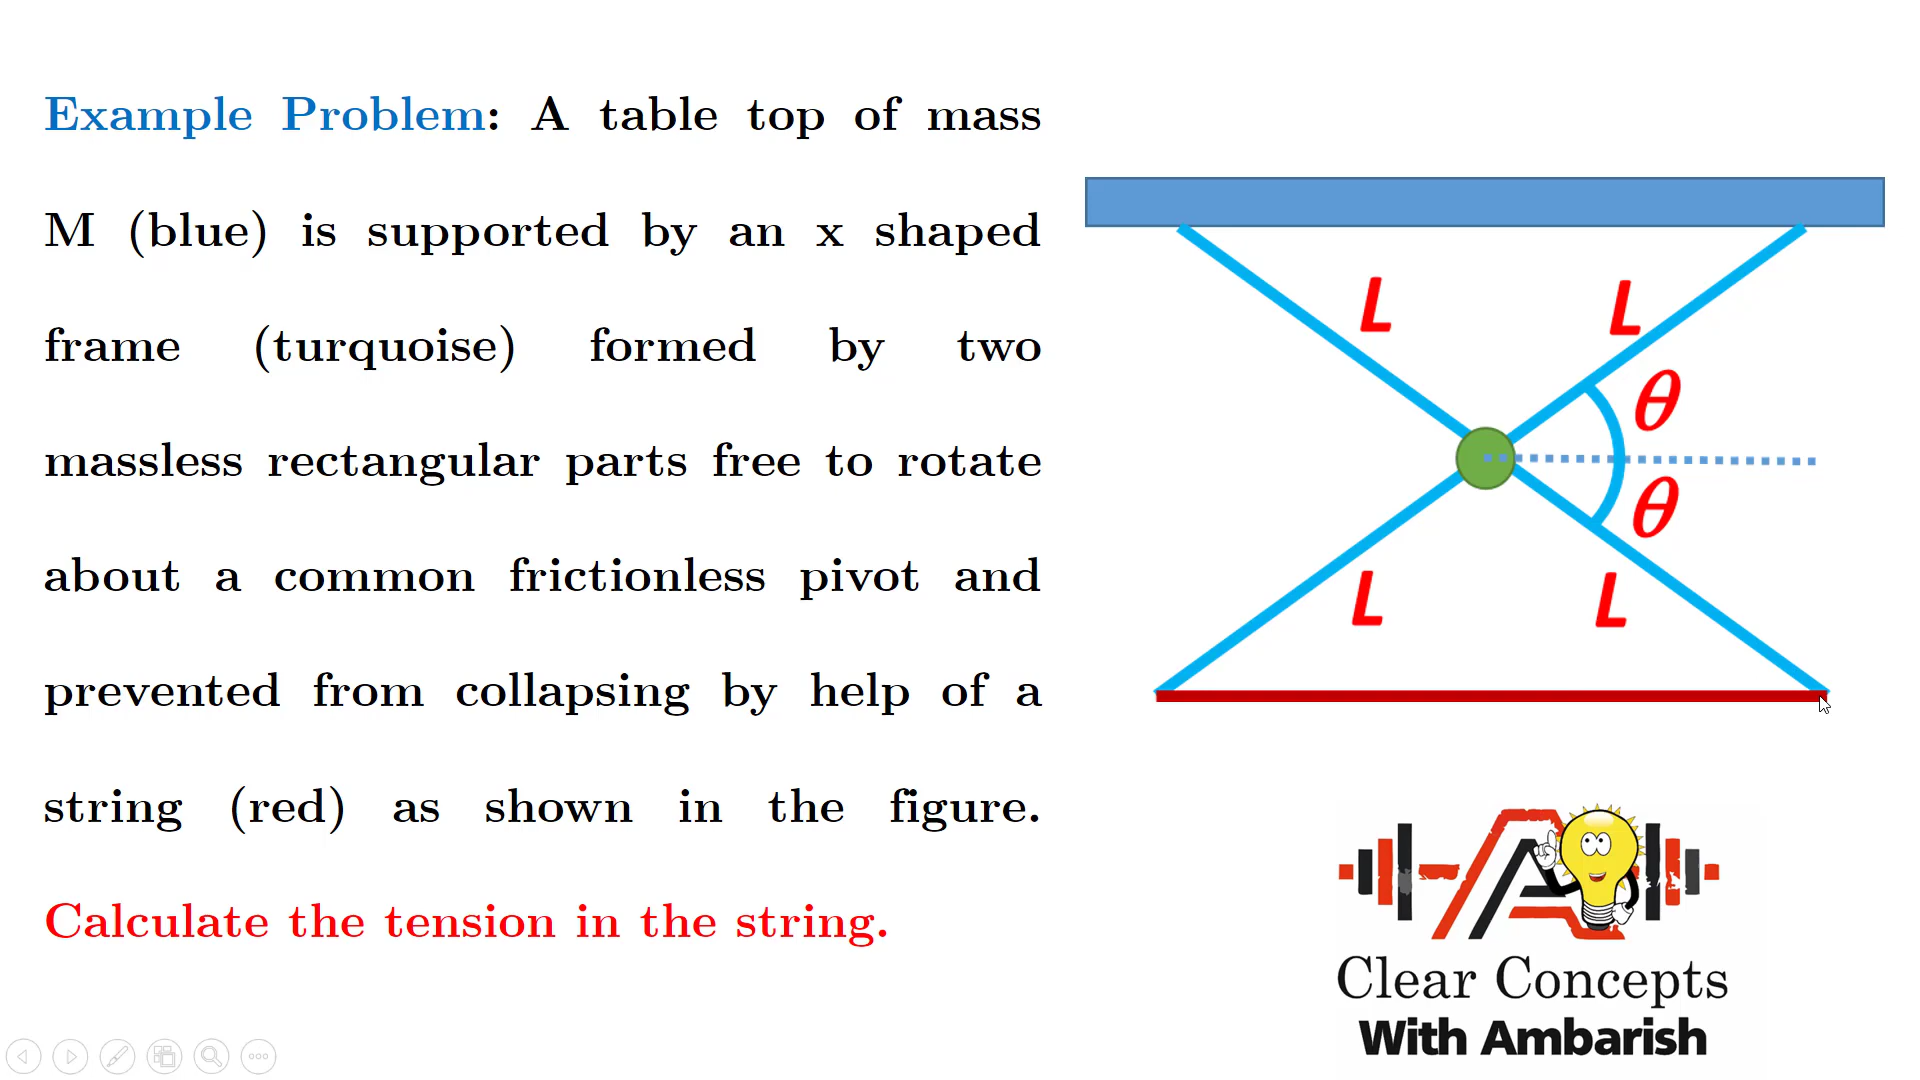 Example Problem: A table top of mass
M (blue) is supported by an x shaped
frame (turquoise) formed by two
massless rectangular parts free to rotate
about a common frictionless pivot and
prevented from collapsing by help of a
string (red) as shown in the figure.
Calculate the tension in the string.
L
L
θ
θ
L
L
Clear Concepts
With Ambarish